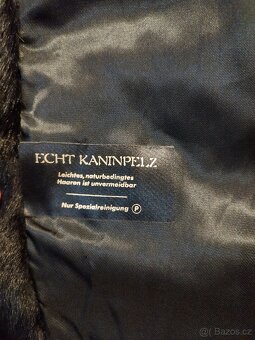 ECHT KANINPELZ
Leichtes, naturbedingtes
Haaren ist unvermeidbar
Nur Spezialreinigung Ⓟ
Bazos.cz